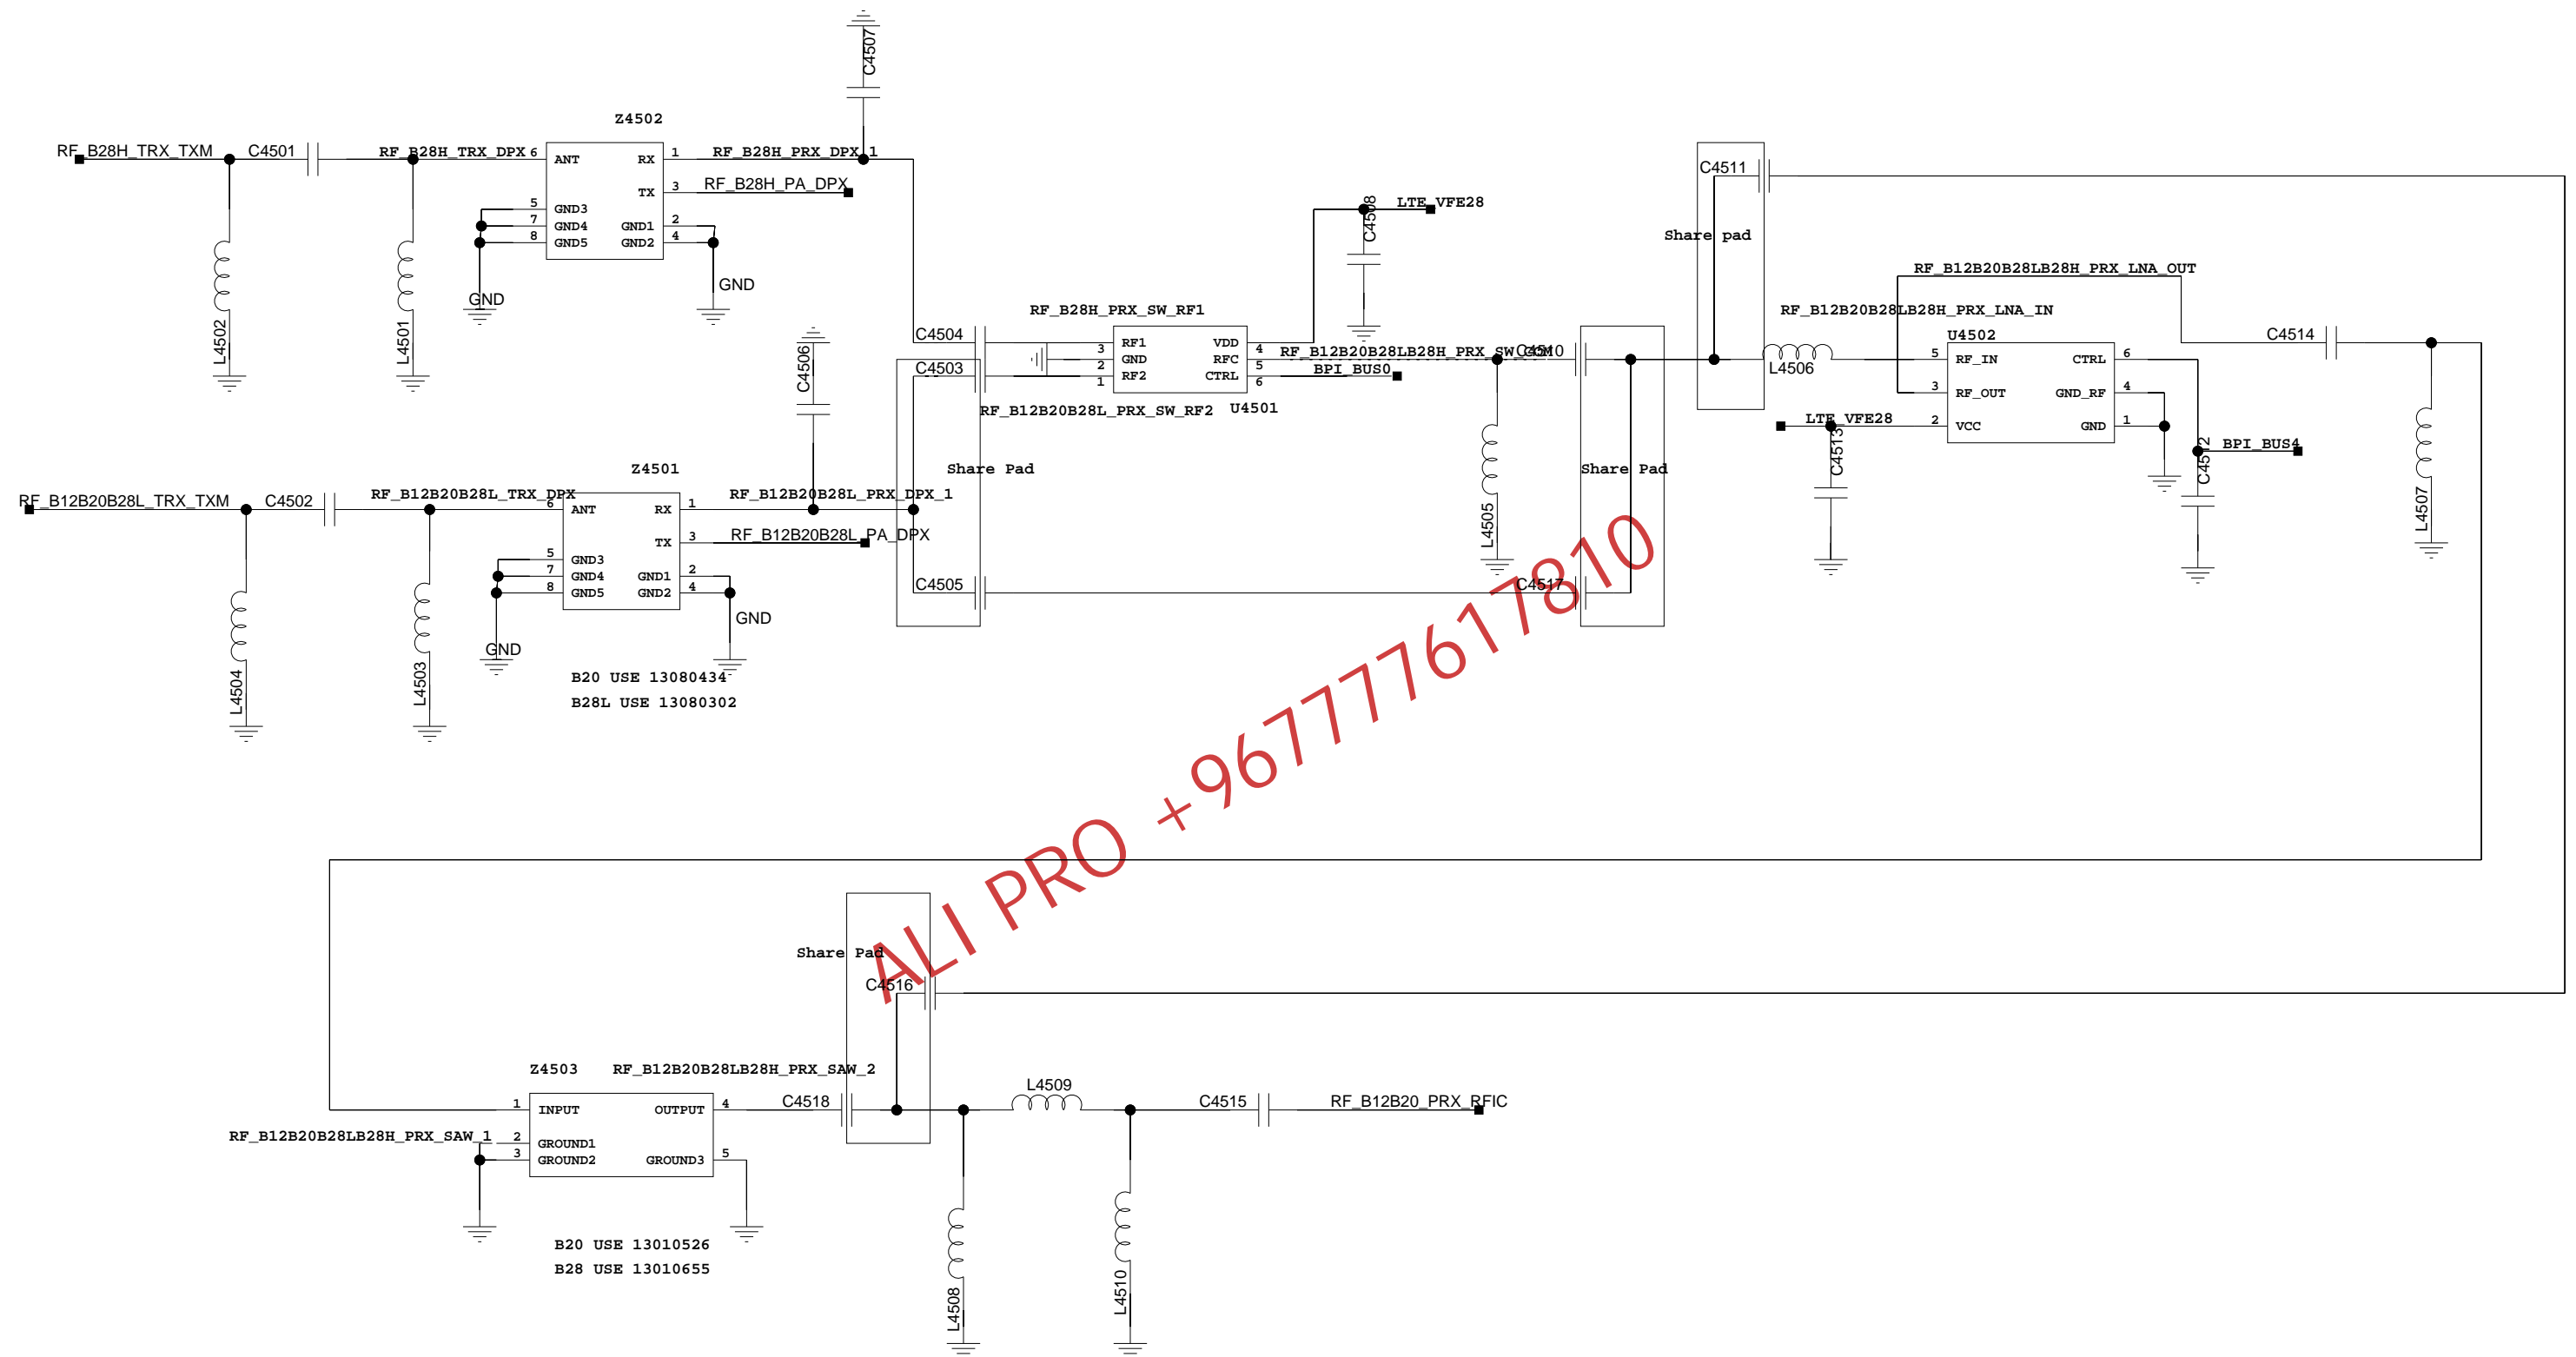 C4507
Z4502
RF_B28H_TRX_TXM
C4501
RF_B28H_TRX_DPX
6
ANT
RX
1
RF_B28H_PRX_DPX_1
TX
3
RF_B28H_PA_DPX
5
GND3
7
GND4
GND1
2
8
GND5
GND2
4
GND
GND
L4502
L4501
C4508
LTE_VFE28
C4511
Share pad
RF_B12B20B28LB28H_PRX_LNA_OUT
RF_B28H_PRX_SW_RF1
RF_B12B20B28LB28H_PRX_LNA_IN
C4504
RF1
VDD
3
4
GND
RFC
2
5
RF2
CTRL
1
6
RF_B12B20B28LB28H_PRX_SW_COM
C4510
BPI_BUS0
C4503
C4506
RF_B12B20B28L_PRX_SW_RF2
U4501
U4502
5
RF_IN
CTRL
6
3
RF_OUT
GND_RF
4
2
VCC
GND
1
L4506
LTE_VFE28
C4513
C4514
BPI_BUS4
C4512
L4507
Z4501
Share Pad
Share Pad
RF_B12B20B28L_TRX_TXM
C4502
RF_B12B20B28L_TRX_DPX
6
ANT
RX
1
RF_B12B20B28L_PRX_DPX_1
TX
3
RF_B12B20B28L_PA_DPX
5
GND3
7
GND4
GND1
2
8
GND5
GND2
4
GND
GND
L4504
L4503
L4505
C4505
C4517
B20 USE 13080434
B28L USE 13080302
ALI PRO +967777617810
Share Pad
C4516
Z4503
RF_B12B20B28LB28H_PRX_SAW_2
1
INPUT
OUTPUT
4
C4518
L4509
C4515
RF_B12B20_PRX_RFIC
RF_B12B20B28LB28H_PRX_SAW_1
2
GROUND1
3
GROUND2
GROUND3
5
B20 USE 13010526
B28 USE 13010655
L4508
L4510